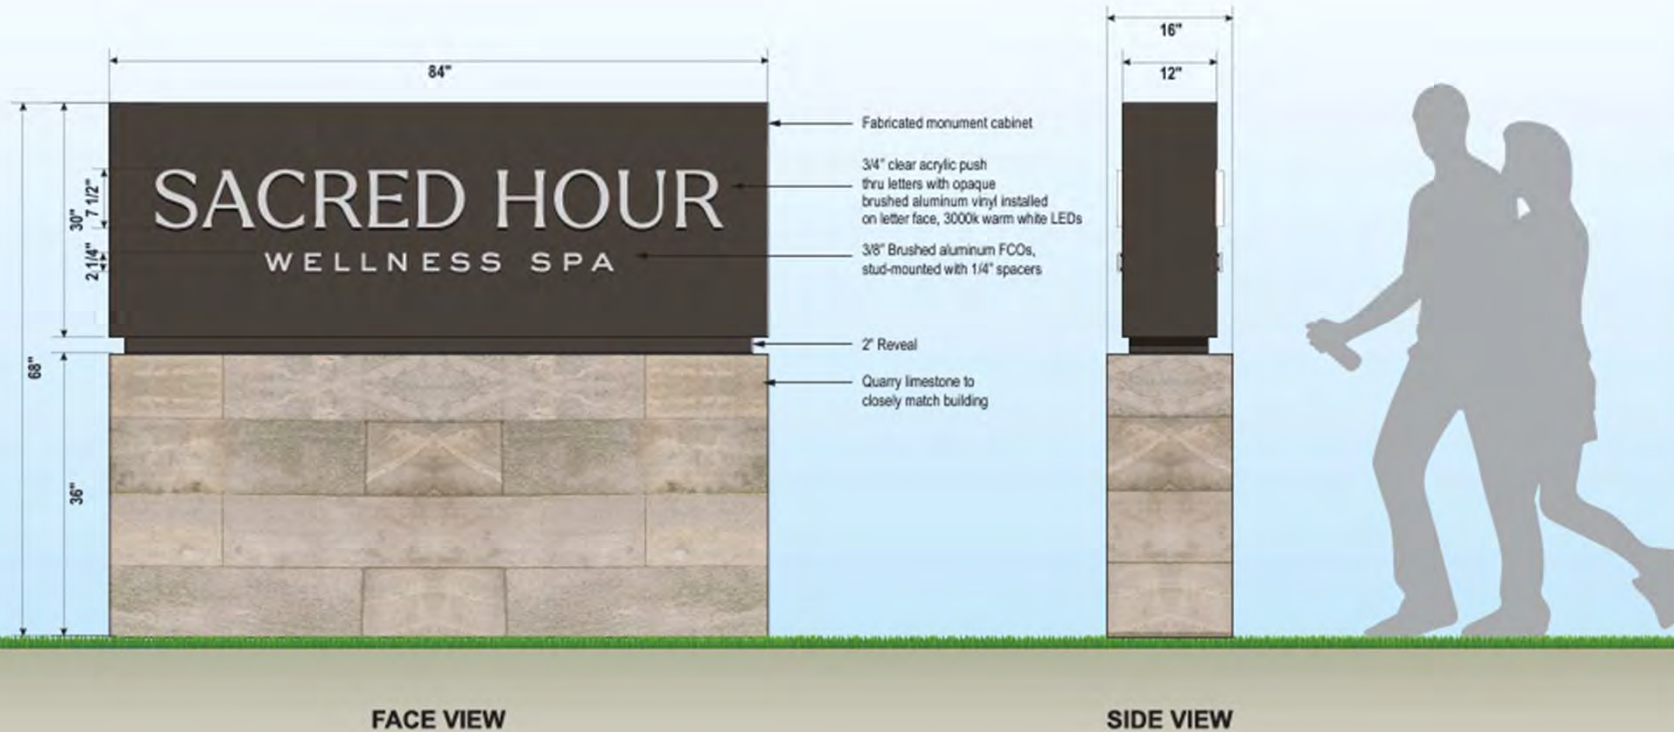 84"
16"
12"
Fabricated monument cabinet
SACRED HOUR
3/4" clear acrylic push
thru letters with opaque
brushed aluminum vinyl installed
on letter face, 3000k warm white LEDs
7 1/2"
30"
WELLNESS SPA
3/8" Brushed aluminum FCOs,
stud-mounted with 1/4" spacers
2 1/4"
2" Reveal
68"
Quarry limestone to
closely match building
36"
FACE VIEW
SIDE VIEW